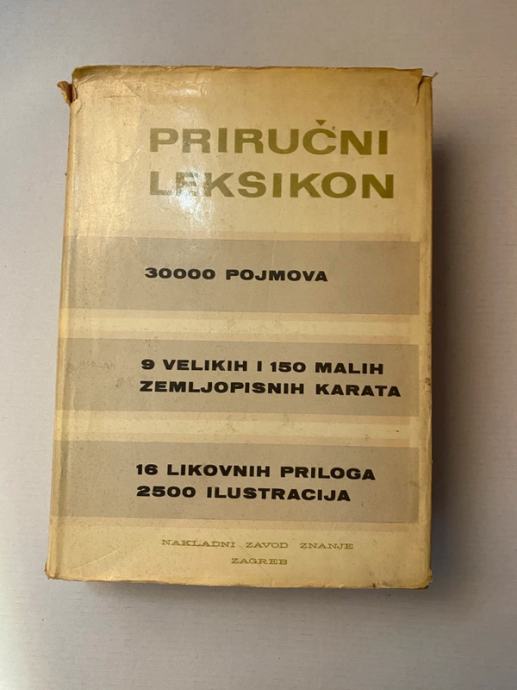 PRIRUČNI
LEKSIKON
30000 POJMOVA
9 VELIKIH I 150 MALIH
ZEMLJOPISNIH KARATA
16 LIKOVNIH PRILOGA
2500 ILUSTRACIJA
NAKLADNI ZAVOD ZNANJE
ZAGREB